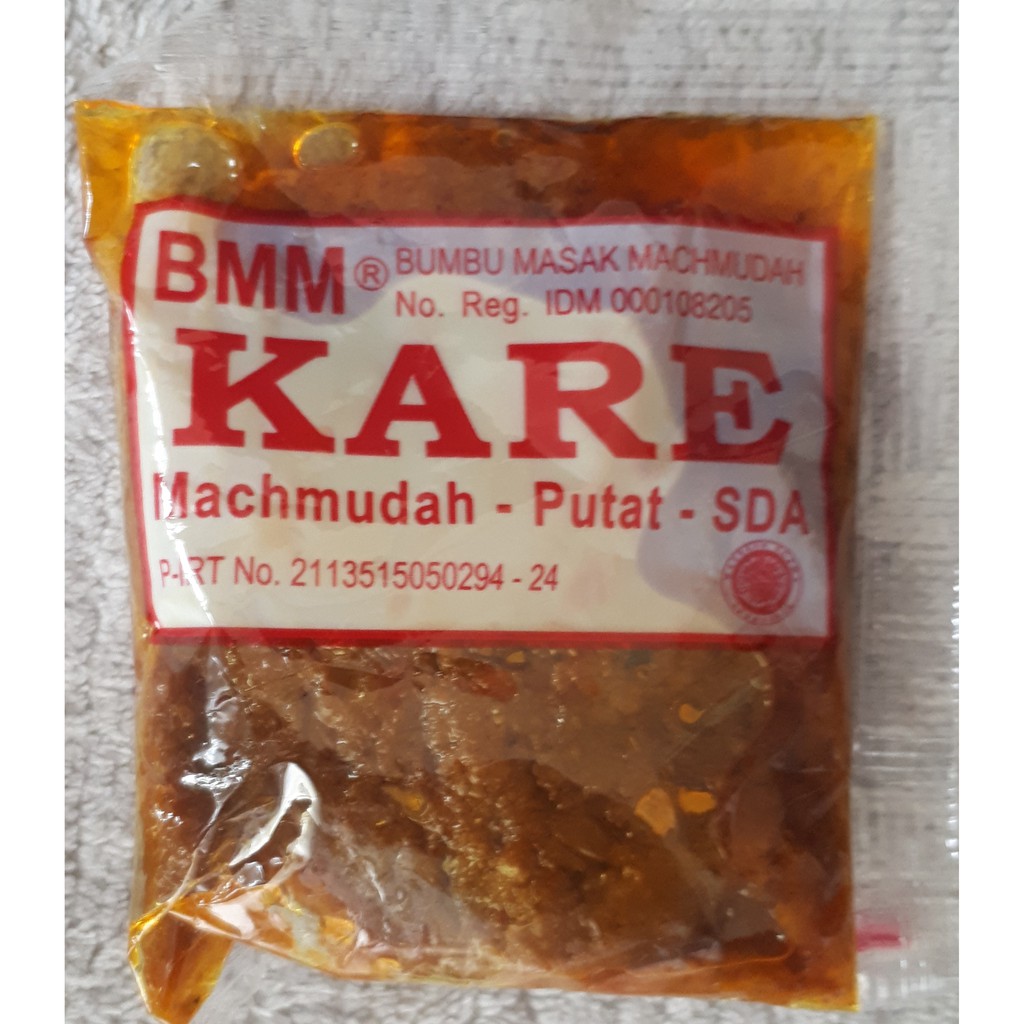 BMM®
BUMBU MASAK MACHMUDAH
No. Reg. IDM 000108205
KARE
Machmudah - Putat - SDA
P-IRT No. 2113515050294 - 24